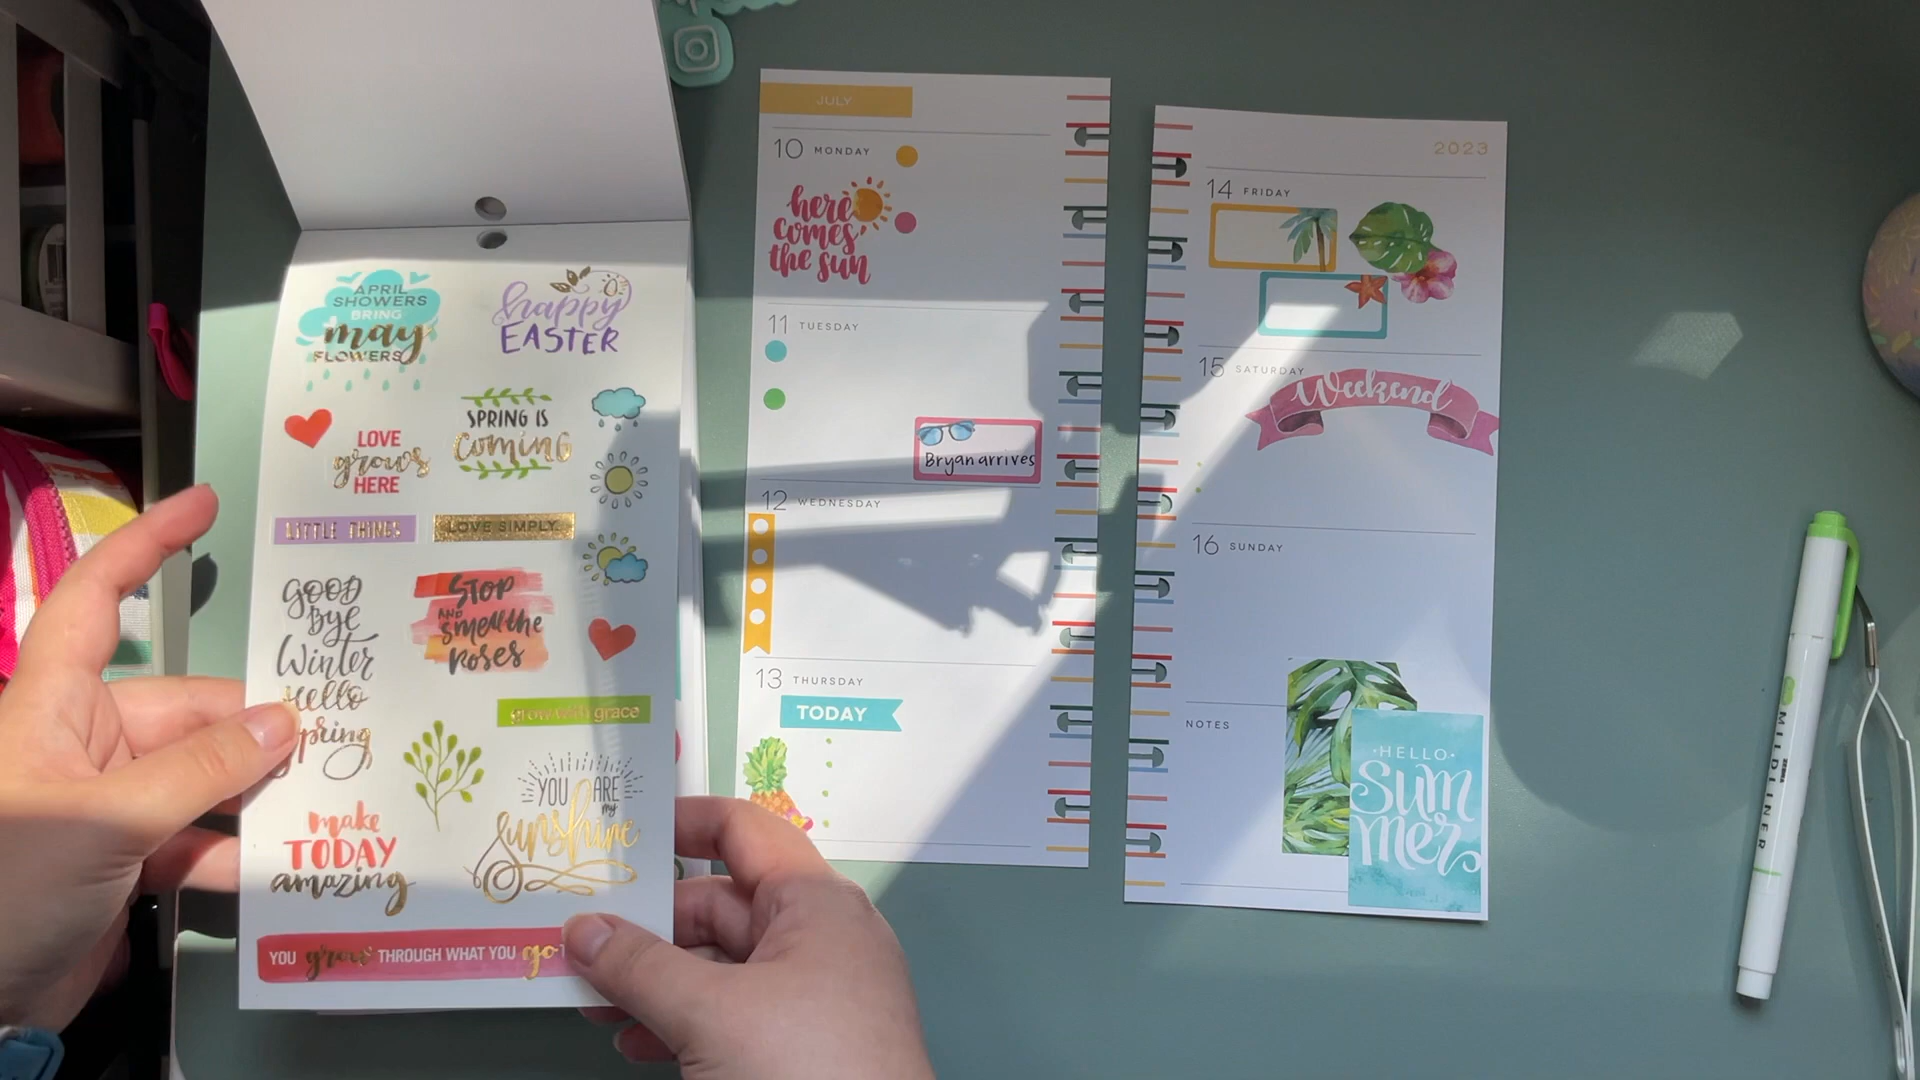 APRIL
SHOWERS
BRING
may
FLOWERS
happy
EASTER
LOVE
grows
HERE
SPRING IS
coming
LITTLE THINGS
LOVE SIMPLY.
GOOD
Bye
Winter
Hello
Spring
STOP
AND
smell the
Roses
grow with grace
make
TODAY
amazing
YOU ARE
my
sunshine
YOU grow THROUGH WHAT YOU go
JULY
10 MONDAY
here
comes
the sun
11 TUESDAY
Bryan arrives
12 WEDNESDAY
13 THURSDAY
TODAY
2023
14 FRIDAY
15 SATURDAY
Weekend
16 SUNDAY
NOTES
·HELLO·
Sum
mer
ZEBRA
MILDLINER